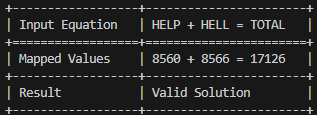 Input Equation | HELP + HELL = TOTAL
Mapped Values | 8560 + 8566 = 17126
Result | Valid Solution